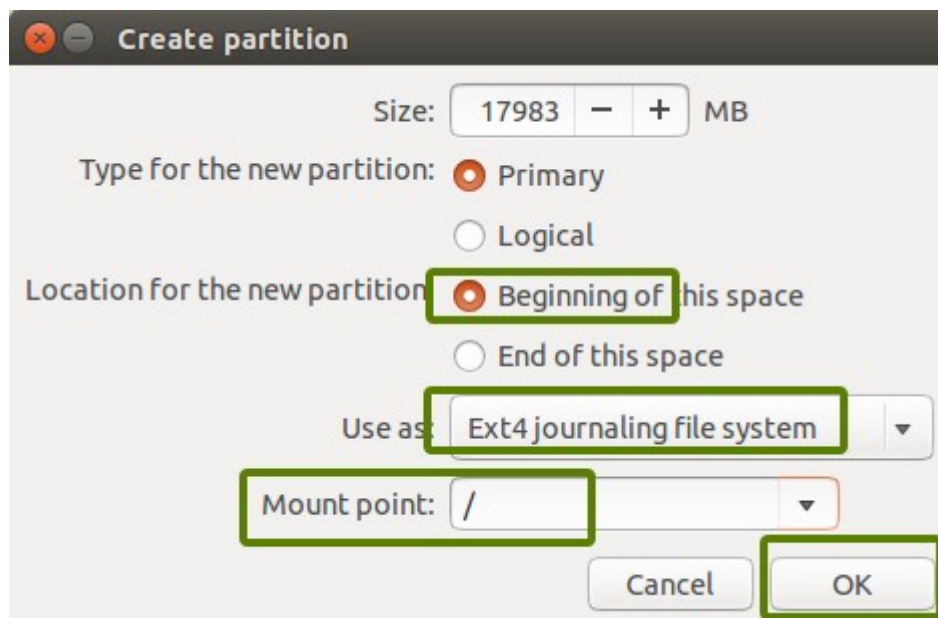 Create partition
Size: 17983 − + MB
Type for the new partition: Primary
Logical
Location for the new partition Beginning of this space
End of this space
Use as: Ext4 journaling file system
Mount point: /
Cancel OK